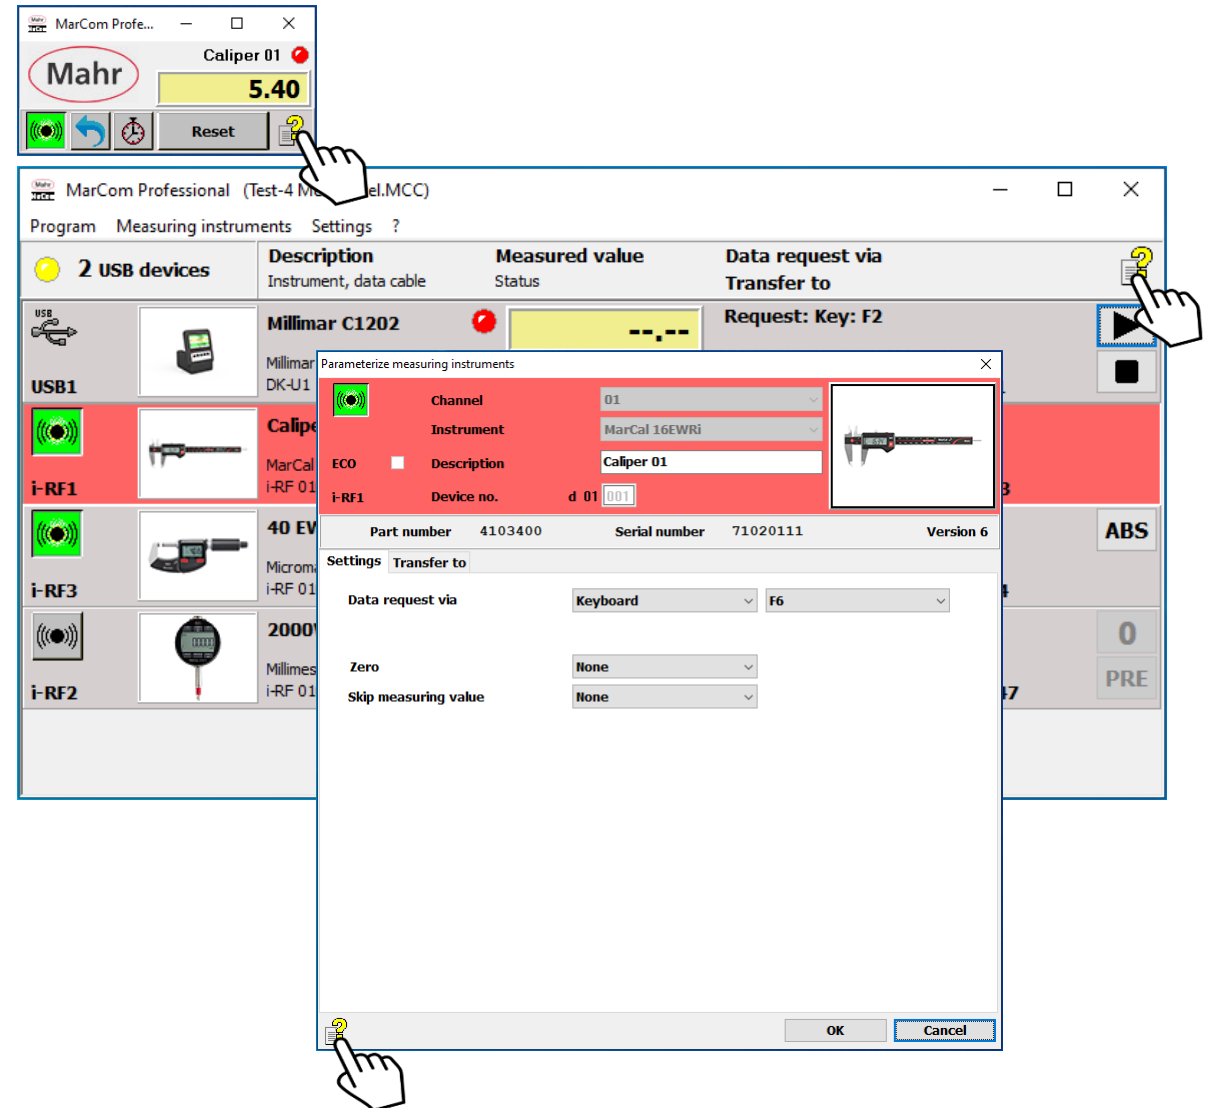 MarCom Profe...
Caliper 01
Mahr
5.40
Reset
MarCom Professional (Test-4 M el.MCC)
Program Measuring instruments Settings ?
2 USB devices
Description
Instrument, data cable
Measured value
Status
Data request via
Transfer to
USB
USB1
Millimar C1202
--.--
Request: Key: F2
Millimar
DK-U1
i-RF1
Calipe
MarCal
i-RF 01
3
i-RF3
40 EW
Microm
i-RF 01
ABS
i-RF2
2000
Millimes
i-RF 01
47
0
PRE
Parameterize measuring instruments
Channel 01
Instrument MarCal 16EWRi
ECO Description Caliper 01
i-RF1 Device no. d 01 001
Part number 4103400 Serial number 71020111 Version 6
Settings Transfer to
Data request via Keyboard F6
Zero None
Skip measuring value None
OK Cancel